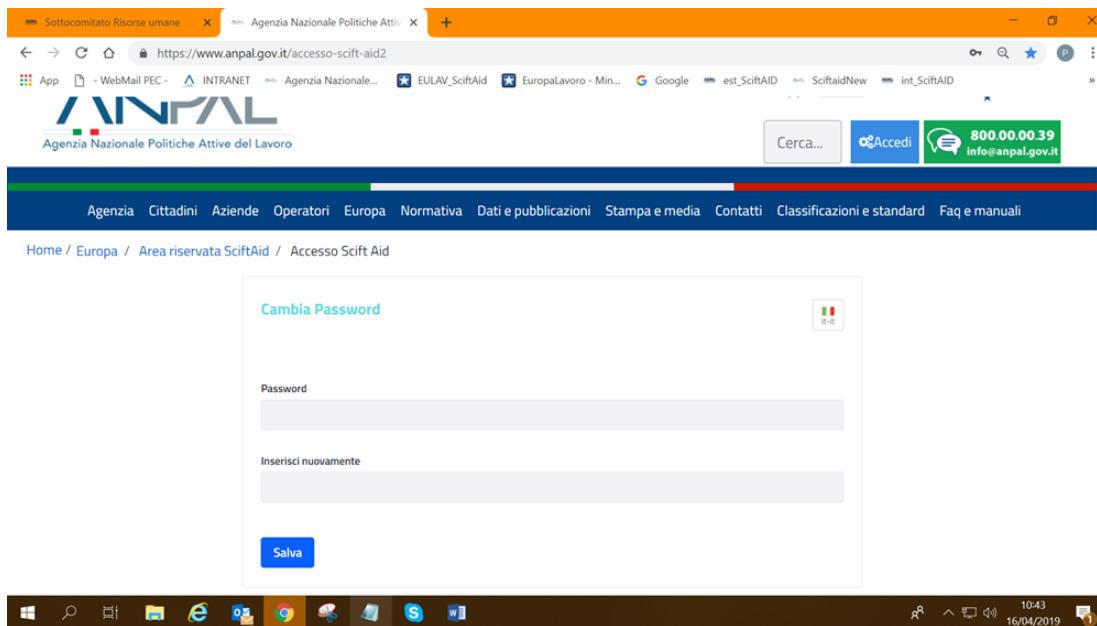 Sottocomitato Risorse umane
Agenzia Nazionale Politiche Atti
https://www.anpal.gov.it/accesso-scift-aid2
P
App
- WebMail PEC -
INTRANET
Agenzia Nazionale...
EULAV_SciftAid
EuropaLavoro - Min...
Google
est_SciftAID
SciftaidNew
int_SciftAID
»
ANPAL
Agenzia Nazionale Politiche Attive del Lavoro
Cerca...
Accedi
800.00.00.39
info@anpal.gov.it
Agenzia Cittadini Aziende Operatori Europa Normativa Dati e pubblicazioni Stampa e media Contatti Classificazioni e standard Faq e manuali
Home / Europa / Area riservata SciftAid / Accesso Scift Aid
Cambia Password
it-it
Password
Inserisci nuovamente
Salva
10:43
16/04/2019